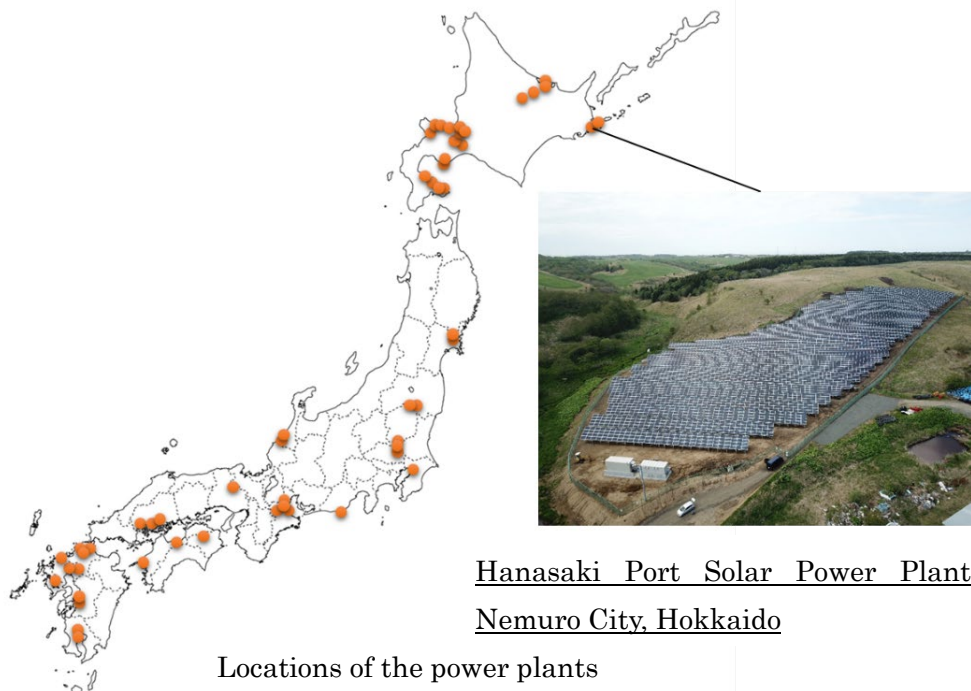 Hanasaki Port Solar Power Plant
Nemuro City, Hokkaido
Locations of the power plants